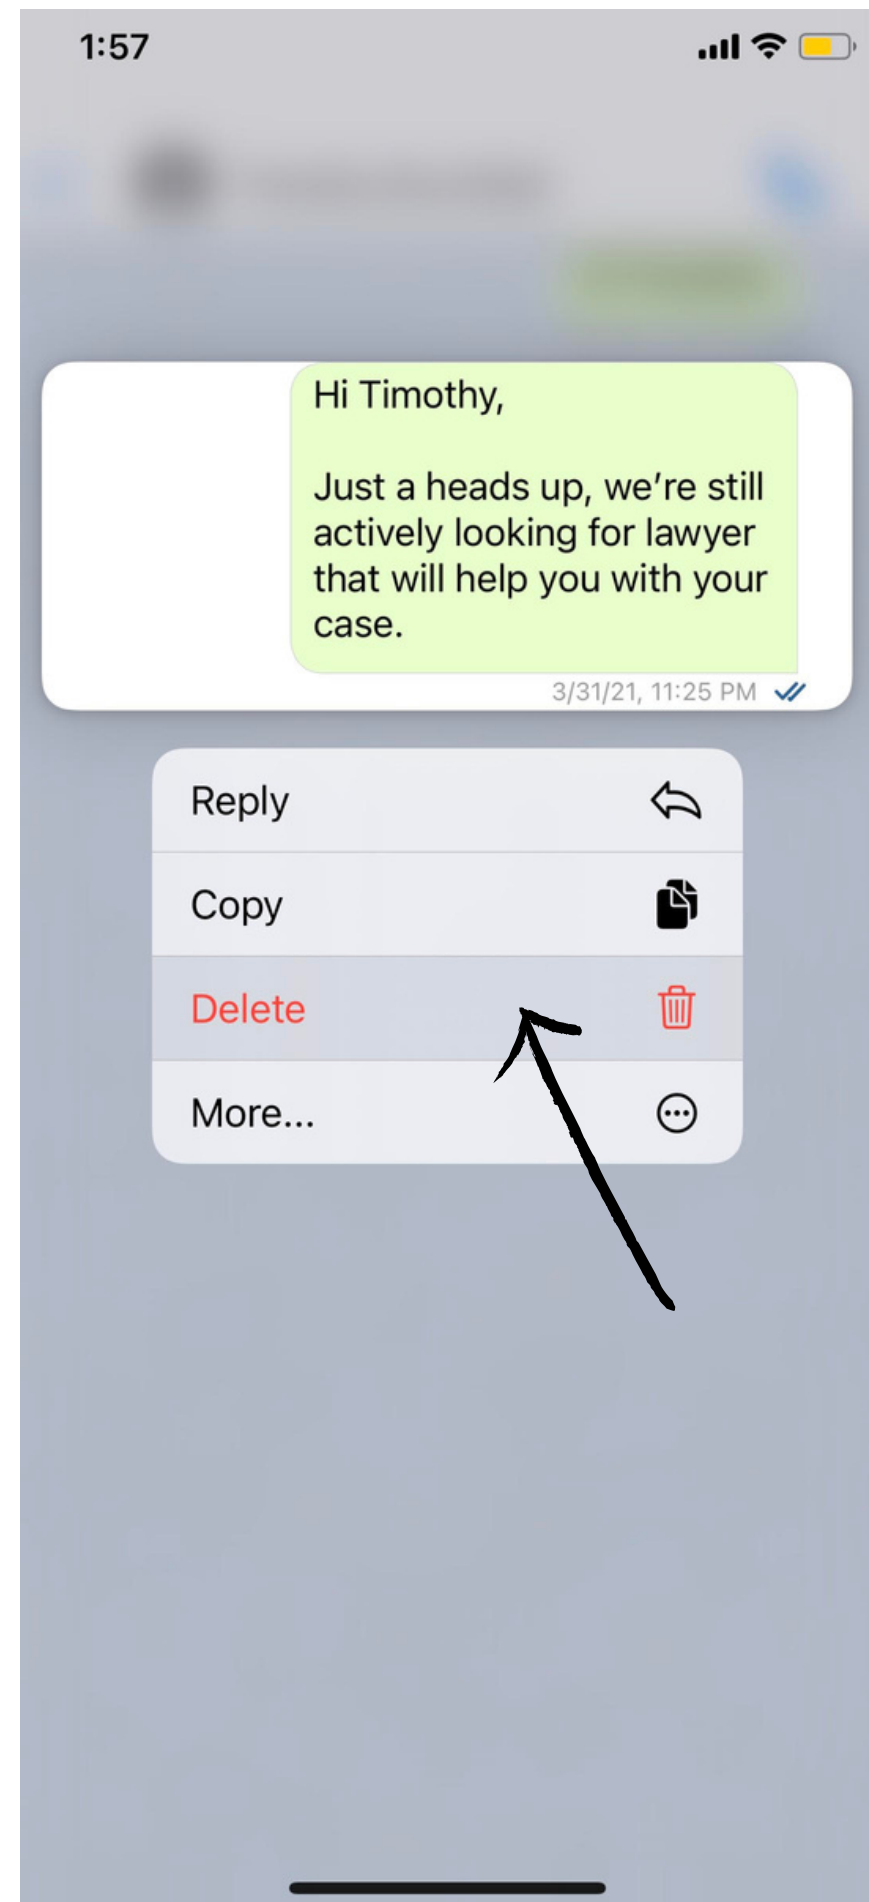 1:57
Hi Timothy,
Just a heads up, we're still
actively looking for lawyer
that will help you with your
case.
3/31/21, 11:25 PM
Reply
Copy
Delete
More...